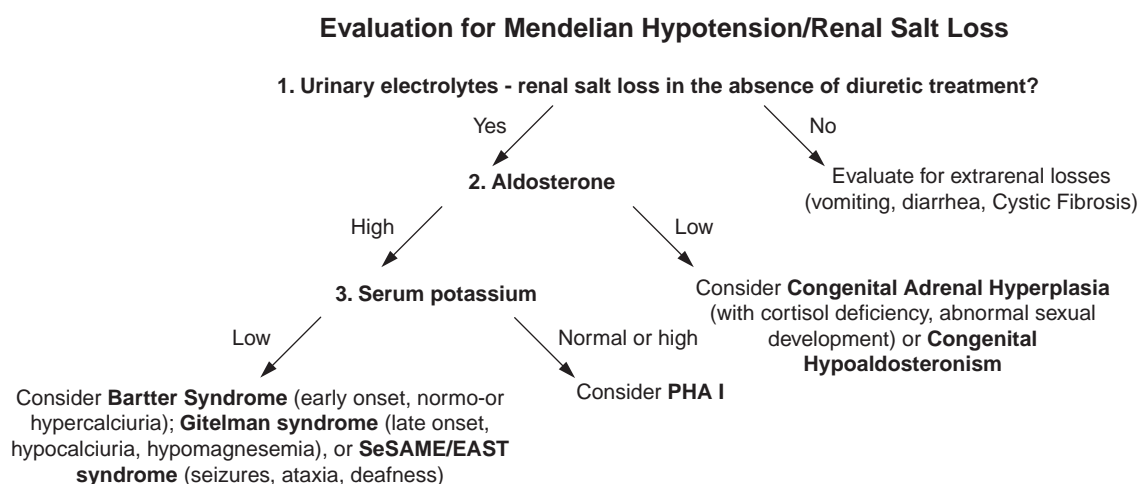 Evaluation for Mendelian Hypotension/Renal Salt Loss
1. Urinary electrolytes - renal salt loss in the absence of diuretic treatment?
Yes
No
2. Aldosterone
Evaluate for extrarenal losses
(vomiting, diarrhea, Cystic Fibrosis)
High
Low
3. Serum potassium
Consider Congenital Adrenal Hyperplasia
(with cortisol deficiency, abnormal sexual
development) or Congenital
Hypoaldosteronism
Low
Normal or high
Consider Bartter Syndrome (early onset, normo-or
hypercalciuria); Gitelman syndrome (late onset,
hypocalciuria, hypomagnesemia), or SeSAME/EAST
syndrome (seizures, ataxia, deafness)
Consider PHA I